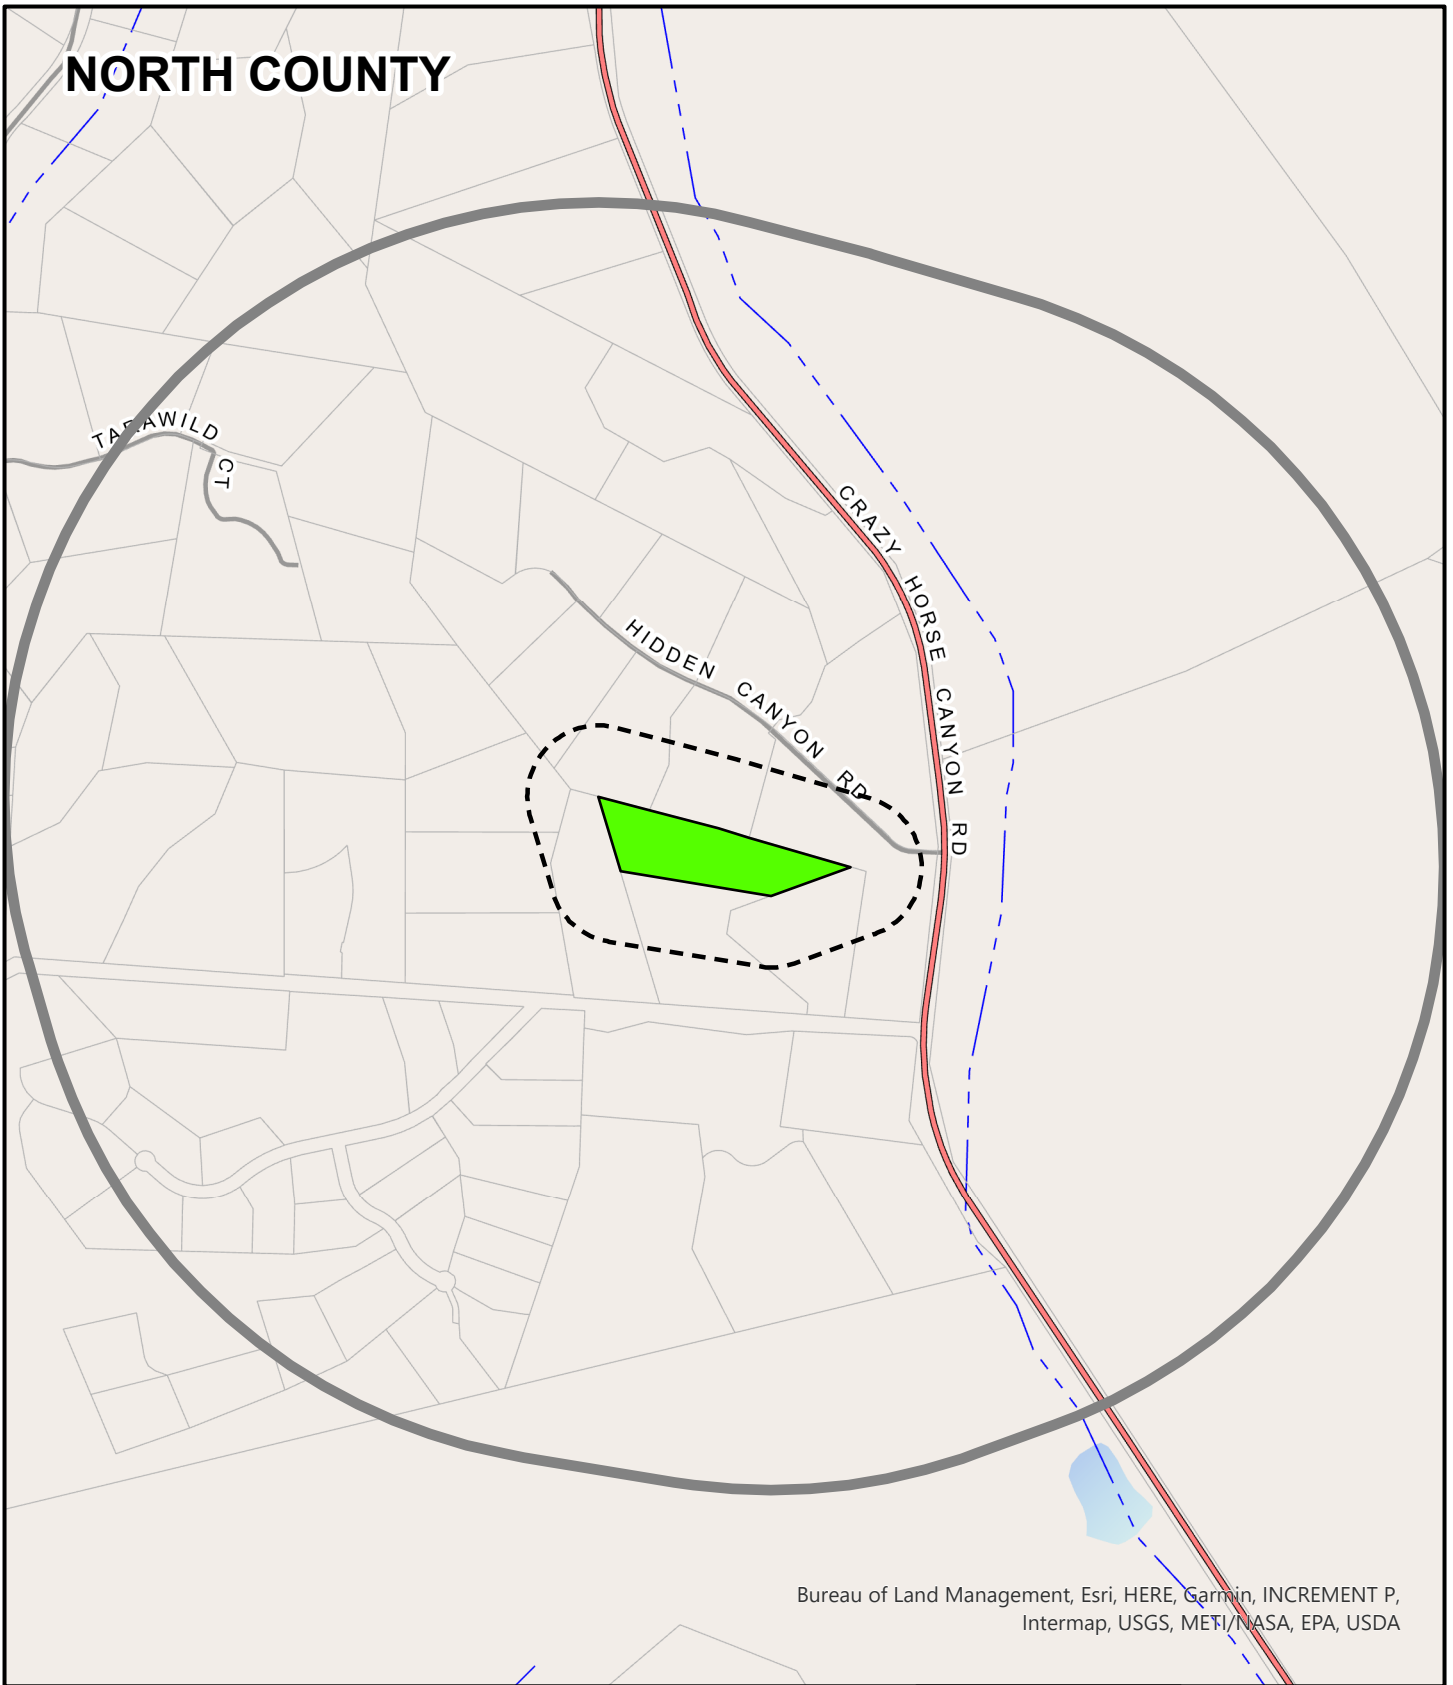 NORTH COUNTY
TARAWILD
CT
CRAZY HORSE CANYON RD
HIDDEN CANYON RD
Bureau of Land Management, Esri, HERE, Garmin, INCREMENT P,
Intermap, USGS, METI/NASA, EPA, USDA